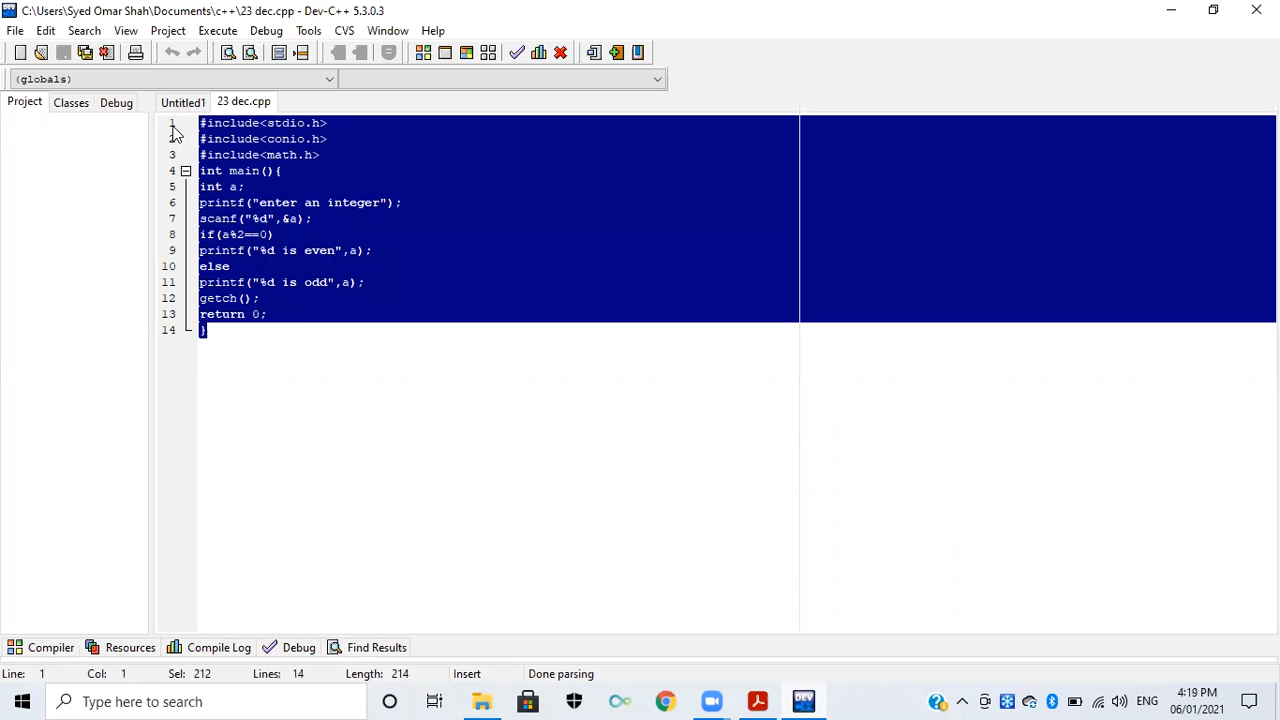 C:\Users\Syed Omar Shah\Documents\c++\23 dec.cpp - Dev-C++ 5.3.0.3
File Edit Search View Project Execute Debug Tools CVS Window Help
(globals)
Project Classes Debug Untitled1 23 dec.cpp
1 #include<stdio.h>
2 #include<conio.h>
3 #include<math.h>
4 int main(){
5 int a;
6 printf("enter an integer");
7 scanf("%d",&a);
8 if(a%2==0)
9 printf("%d is even",a);
10 else
11 printf("%d is odd",a);
12 getch();
13 return 0;
14 }
Compiler Resources Compile Log Debug Find Results
Line: 1 Col: 1 Sel: 212 Lines: 14 Length: 214 Insert Done parsing
Type here to search
ENG
4:19 PM
06/01/2021